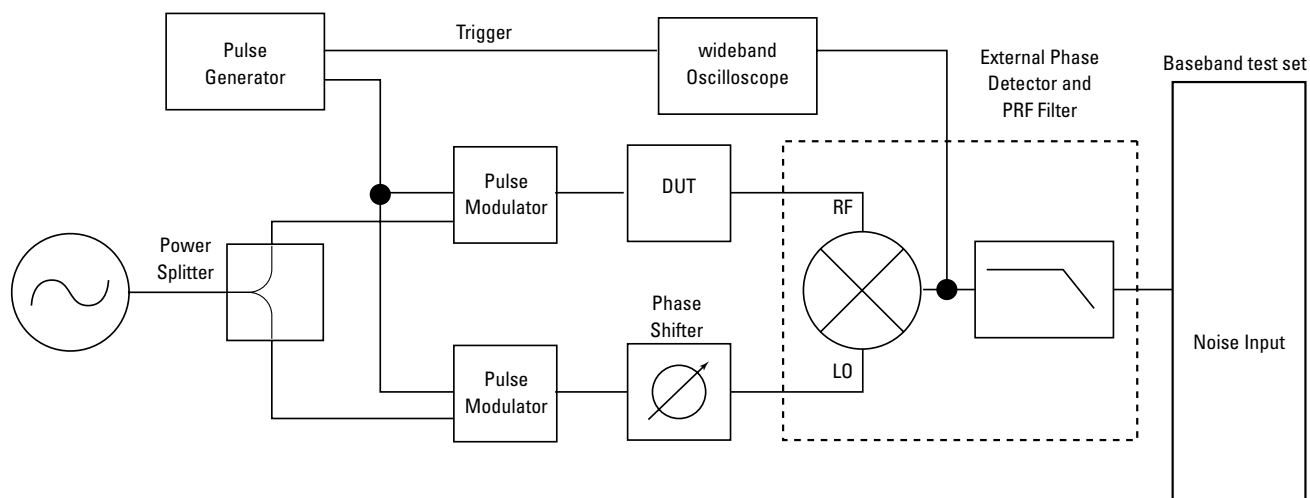 Pulse
Generator
Trigger
wideband
Oscilloscope
External Phase
Detector and
PRF Filter
Baseband test set
Pulse
Modulator
DUT
RF
Power
Splitter
Phase
Shifter
Pulse
Modulator
LO
Noise Input